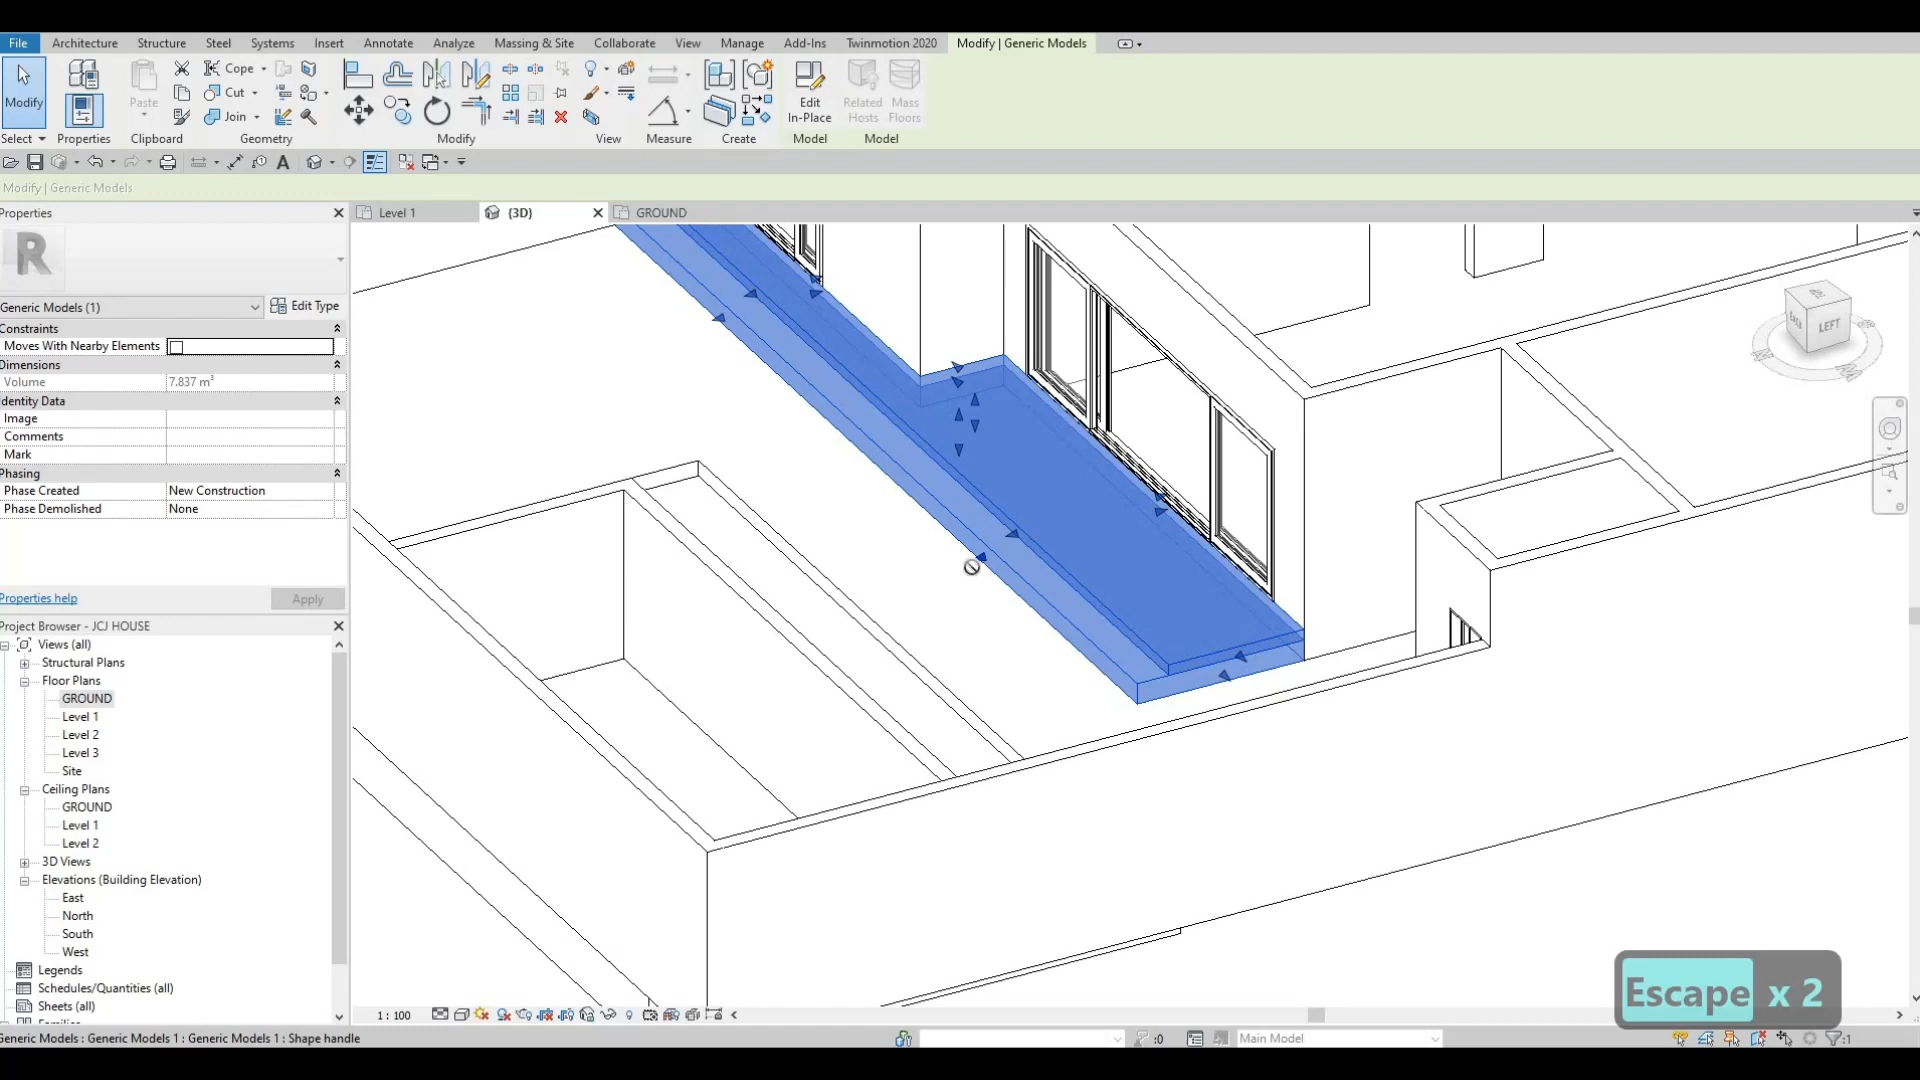 File Architecture Structure Steel Systems Insert Annotate Analyze Massing & Site Collaborate View Manage Add-Ins Twinmotion 2020 Modify | Generic Models
Modify
Paste
Cope
Cut
Join
Edit In-Place
Related Hosts
Mass Floors
Select Properties Clipboard Geometry Modify View Measure Create Model Model
Modify | Generic Models
Properties
Level 1
{3D}
GROUND
Generic Models (1)
Edit Type
Constraints
Moves With Nearby Elements
Dimensions
Volume 7.837 m³
Identity Data
Image
Comments
Mark
Phasing
Phase Created New Construction
Phase Demolished None
Properties help
Apply
Project Browser - JCJ HOUSE
Views (all)
Structural Plans
Floor Plans
GROUND
Level 1
Level 2
Level 3
Site
Ceiling Plans
GROUND
Level 1
Level 2
3D Views
Elevations (Building Elevation)
East
North
South
West
Legends
Schedules/Quantities (all)
Sheets (all)
LEFT
Escape x 2
1 : 100
Generic Models : Generic Models 1 : Generic Models 1 : Shape handle
:0
Main Model
:1